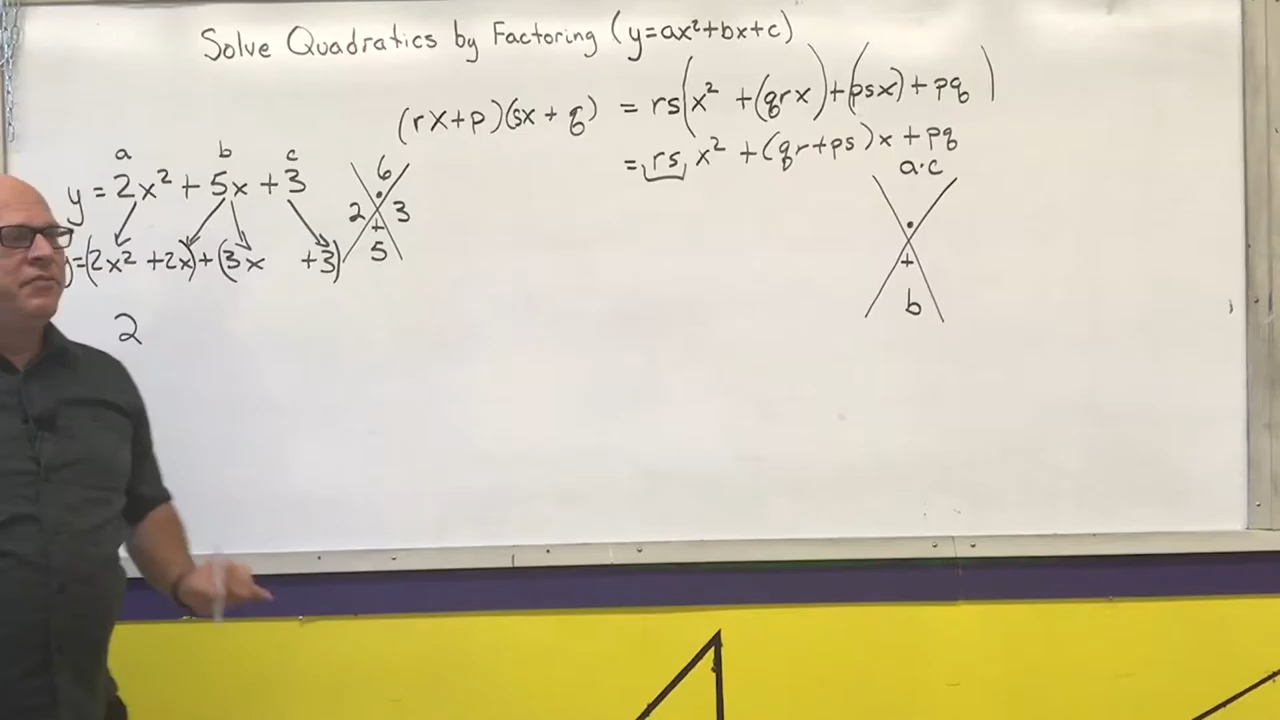 Solve Quadratics by Factoring (y=ax²+bx+c)
(rx+p)(sx+q) = rs(x² +(qrx)+(psx)+pq)
= rs x² +(qr+ps)x +pq
a b c
y = 2x² + 5x + 3
y=(2x² +2x)+(3x +3)
2
6
•
2 3
+
5
a·c
•
+
b